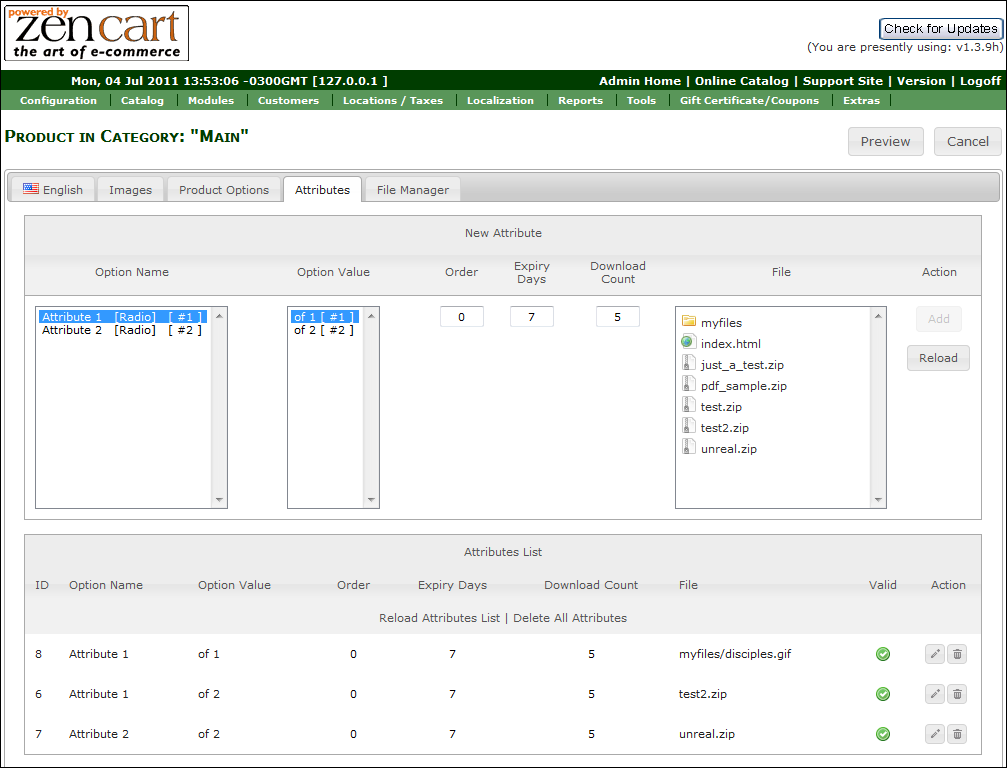 powered by
zen cart
the art of e-commerce
Check for Updates
(You are presently using: v1.3.9h)
Mon, 04 Jul 2011 13:53:06 -0300GMT [127.0.0.1 ]
Admin Home | Online Catalog | Support Site | Version | Logoff
Configuration Catalog Modules Customers Locations / Taxes Localization Reports Tools Gift Certificate/Coupons Extras
Product in Category: "Main"
Preview Cancel
English Images Product Options Attributes File Manager
New Attribute
Option Name Option Value Order Expiry Days Download Count File Action
Attribute 1 [Radio] [ #1 ]
Attribute 2 [Radio] [ #2 ]
of 1 [ #1 ]
of 2 [ #2 ]
0 7 5
myfiles
index.html
just_a_test.zip
pdf_sample.zip
test.zip
test2.zip
unreal.zip
Add
Reload
Attributes List
ID Option Name Option Value Order Expiry Days Download Count File Valid Action
Reload Attributes List | Delete All Attributes
8 Attribute 1 of 1 0 7 5 myfiles/disciples.gif
6 Attribute 1 of 2 0 7 5 test2.zip
7 Attribute 2 of 2 0 7 5 unreal.zip